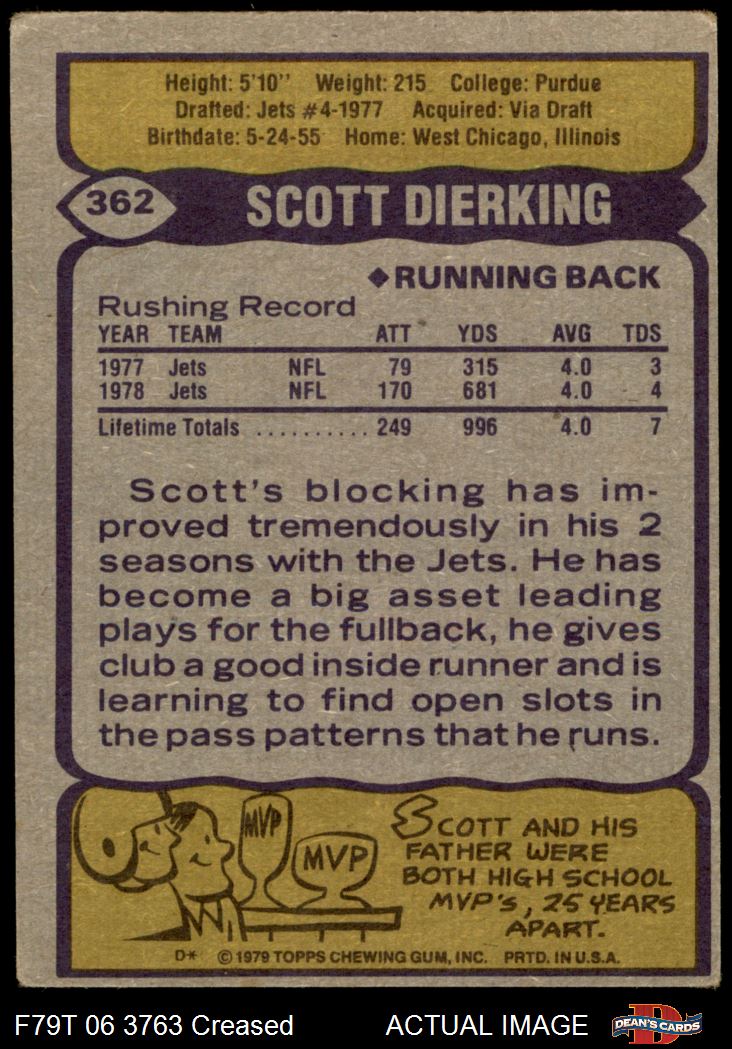 Height: 5'10'' Weight: 215 College: Purdue
Drafted: Jets #4-1977 Acquired: Via Draft
Birthdate: 5-24-55 Home: West Chicago, Illinois
362 SCOTT DIERKING
◆RUNNING BACK
Rushing Record
YEAR TEAM ATT YDS AVG TDS
1977 Jets NFL 79 315 4.0 3
1978 Jets NFL 170 681 4.0 4
Lifetime Totals .......... 249 996 4.0 7
Scott's blocking has im-
proved tremendously in his 2
seasons with the Jets. He has
become a big asset leading
plays for the fullback, he gives
club a good inside runner and is
learning to find open slots in
the pass patterns that he runs.
MVP
MVP
SCOTT AND HIS
FATHER WERE
BOTH HIGH SCHOOL
MVP'S, 25 YEARS
APART.
D* © 1979 TOPPS CHEWING GUM, INC. PRTD. IN U.S.A.
F79T 06 3763 Creased ACTUAL IMAGE D DEAN'S CARDS